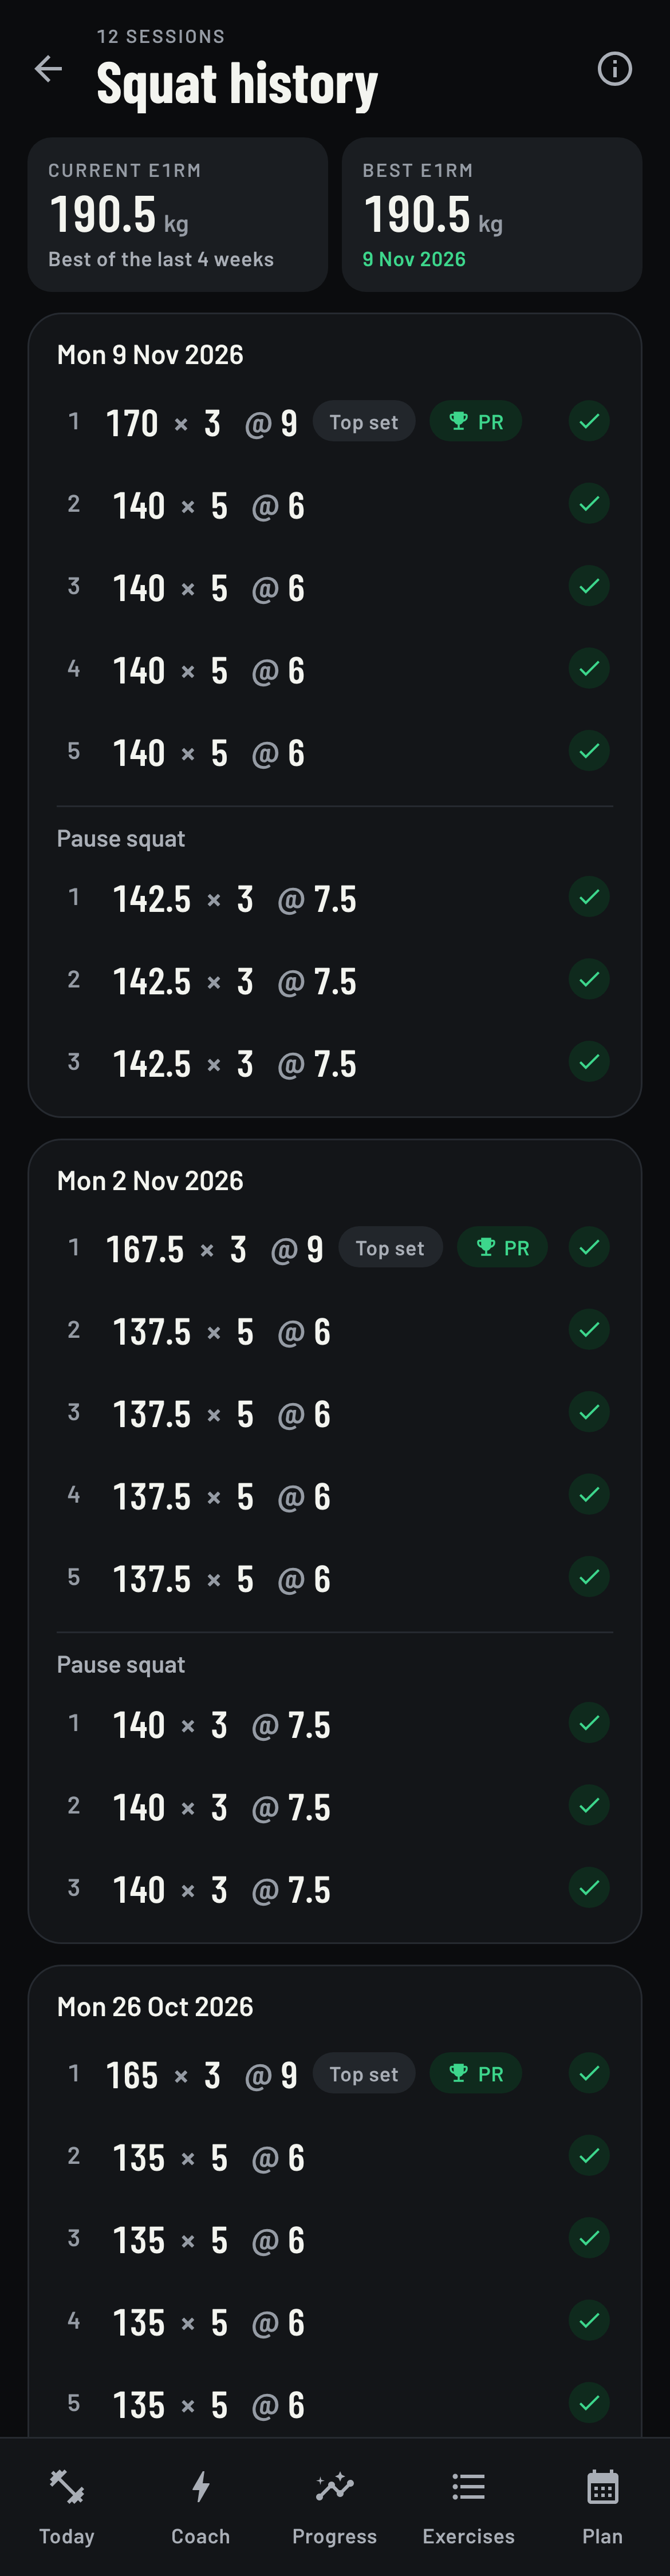 12 SESSIONS
Squat history
CURRENT E1RM
190.5 kg
Best of the last 4 weeks
BEST E1RM
190.5 kg
9 Nov 2026
Mon 9 Nov 2026
1 170 × 3 @ 9 Top set PR
2 140 × 5 @ 6
3 140 × 5 @ 6
4 140 × 5 @ 6
5 140 × 5 @ 6
Pause squat
1 142.5 × 3 @ 7.5
2 142.5 × 3 @ 7.5
3 142.5 × 3 @ 7.5
Mon 2 Nov 2026
1 167.5 × 3 @ 9 Top set PR
2 137.5 × 5 @ 6
3 137.5 × 5 @ 6
4 137.5 × 5 @ 6
5 137.5 × 5 @ 6
Pause squat
1 140 × 3 @ 7.5
2 140 × 3 @ 7.5
3 140 × 3 @ 7.5
Mon 26 Oct 2026
1 165 × 3 @ 9 Top set PR
2 135 × 5 @ 6
3 135 × 5 @ 6
4 135 × 5 @ 6
5 135 × 5 @ 6
Today Coach Progress Exercises Plan